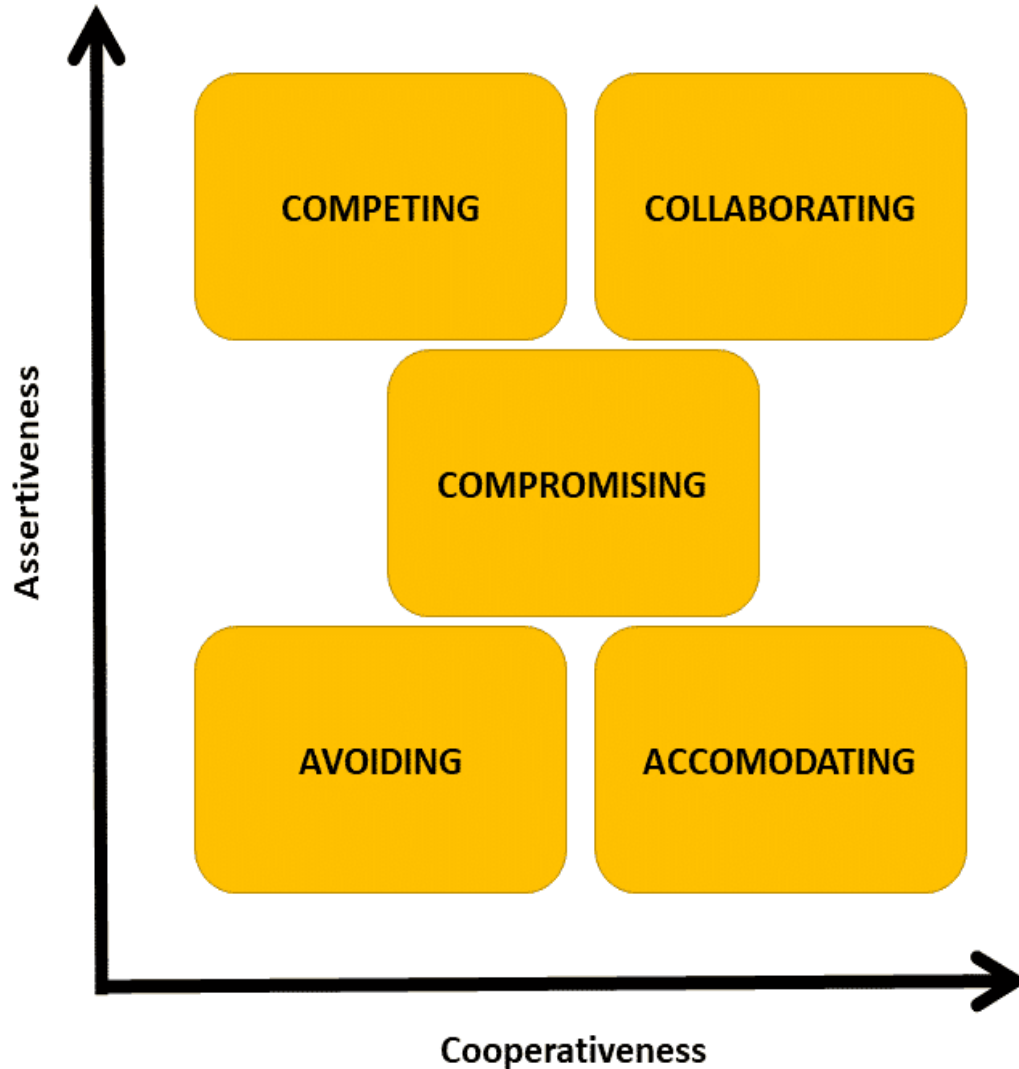 COMPETING
COLLABORATING
Assertiveness
COMPROMISING
AVOIDING
ACCOMODATING
Cooperativeness